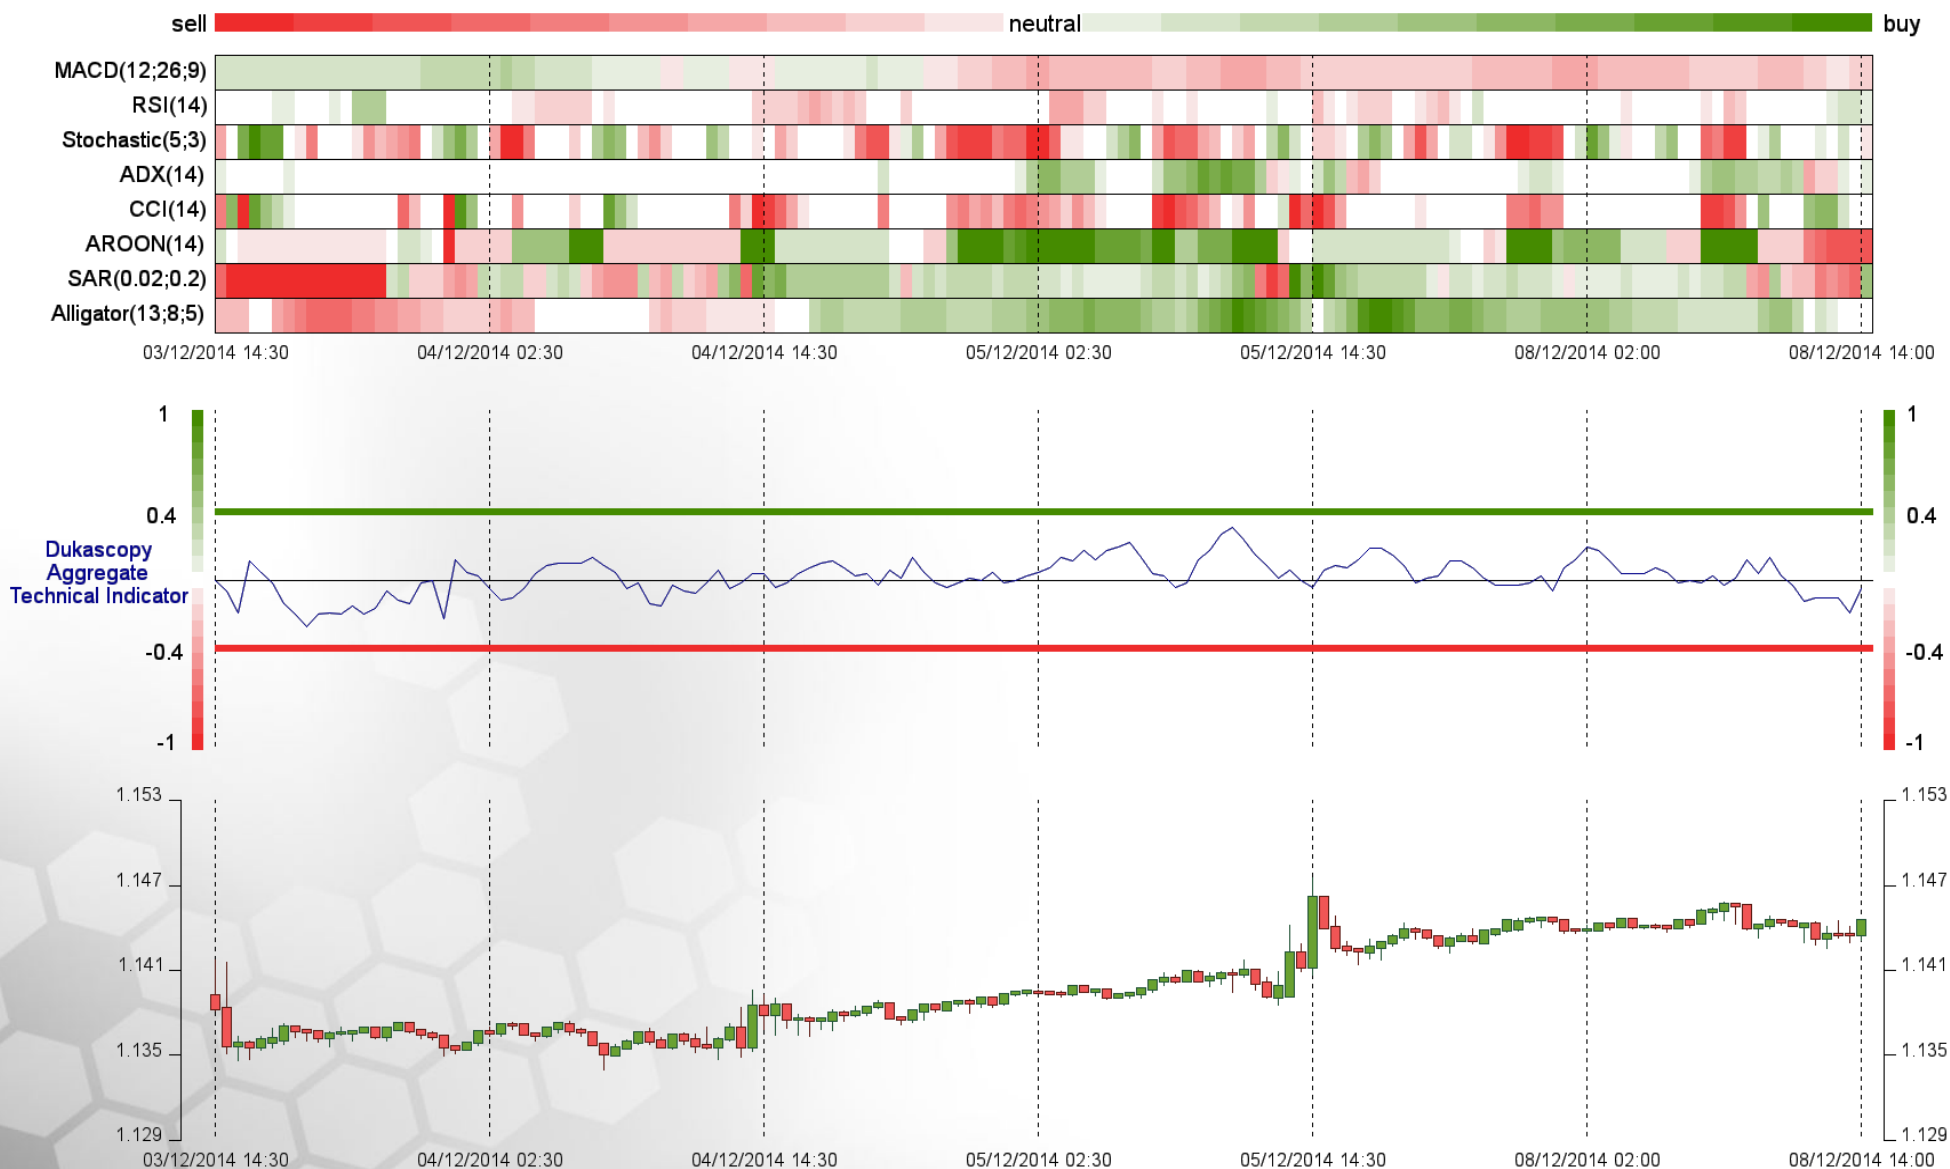 sell neutral buy
MACD(12;26;9)
RSI(14)
Stochastic(5;3)
ADX(14)
CCI(14)
AROON(14)
SAR(0.02;0.2)
Alligator(13;8;5)
03/12/2014 14:30 04/12/2014 02:30 04/12/2014 14:30 05/12/2014 02:30 05/12/2014 14:30 08/12/2014 02:00 08/12/2014 14:00
1 1
0.4 0.4
Dukascopy
Aggregate
Technical Indicator
-0.4 -0.4
-1 -1
1.153 1.153
1.147 1.147
1.141 1.141
1.135 1.135
1.129 1.129
03/12/2014 14:30 04/12/2014 02:30 04/12/2014 14:30 05/12/2014 02:30 05/12/2014 14:30 08/12/2014 02:00 08/12/2014 14:00